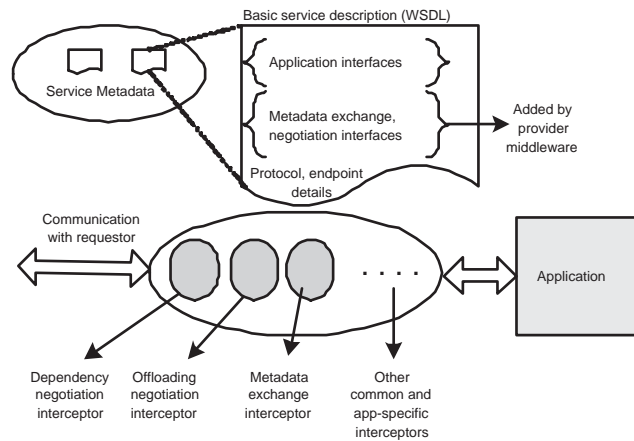 Basic service description (WSDL)
Application interfaces
Service Metadata
Metadata exchange,
negotiation interfaces
Added by
provider
middleware
Protocol, endpoint
details
Communication
with requestor
. . . .
Application
Dependency
negotiation
interceptor
Offloading
negotiation
interceptor
Metadata
exchange
interceptor
Other
common and
app-specific
interceptors